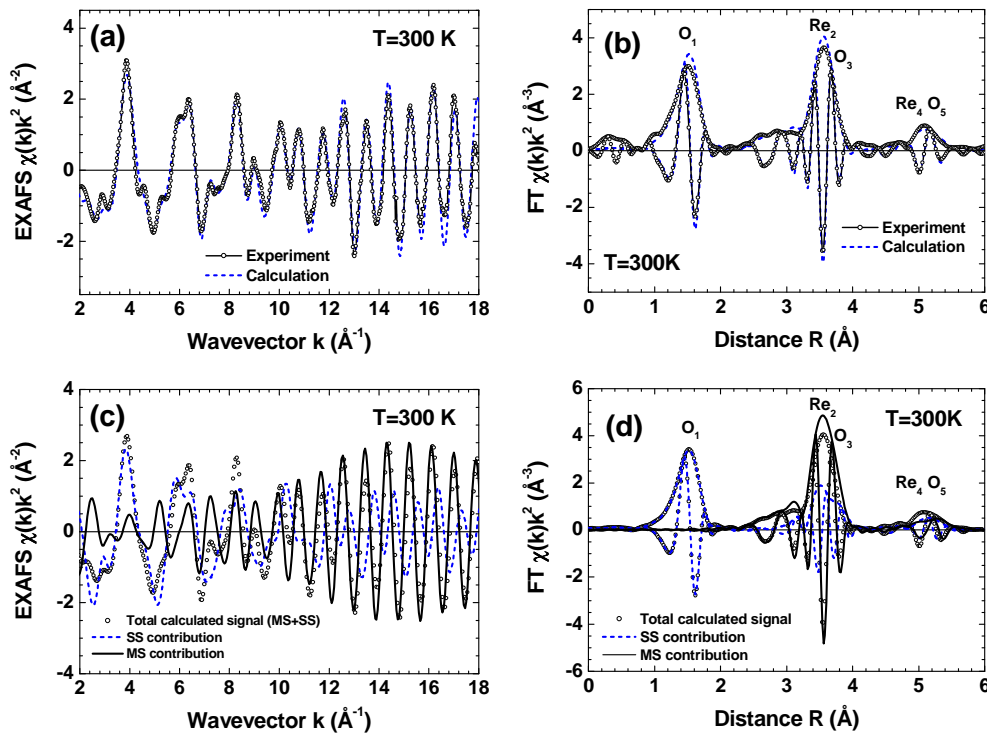 (a)
T=300 K
EXAFS χ(k)k² (Å⁻²)
4
2
0
-2
Experiment
Calculation
2 4 6 8 10 12 14 16 18
Wavevector k (Å⁻¹)
(b)
O₁
Re₂
O₃
Re₄ O₅
FT χ(k)k² (Å⁻³)
4
2
0
-2
-4
Experiment
Calculation
T=300K
0 1 2 3 4 5 6
Distance R (Å)
(c)
T=300 K
EXAFS χ(k)k² (Å⁻²)
4
2
0
-2
-4
Total calculated signal (MS+SS)
SS contribution
MS contribution
2 4 6 8 10 12 14 16 18
Wavevector k (Å⁻¹)
(d)
Re₂
T=300K
O₁
O₃
Re₄ O₅
FT χ(k)k² (Å⁻³)
6
4
2
0
-2
-4
-6
Total calculated signal
SS contribution
MS contribution
0 1 2 3 4 5 6
Distance R (Å)